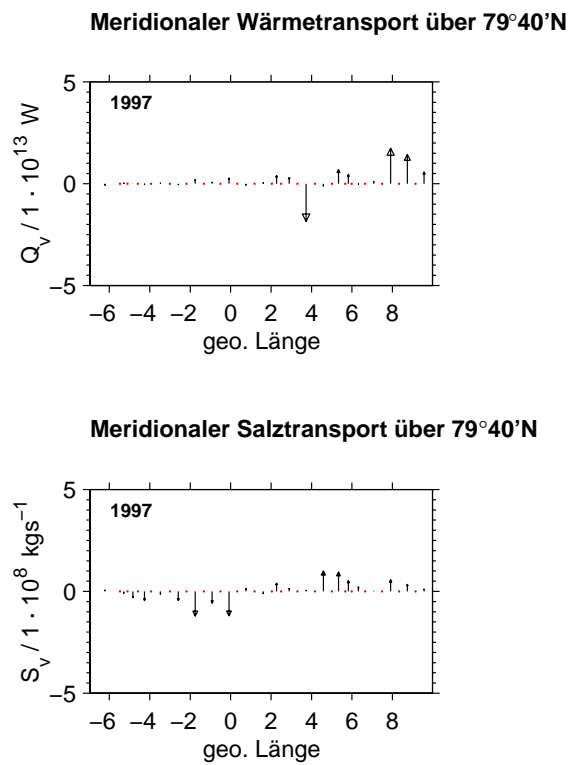 Meridionaler Wärmetransport über 79°40'N
5
1997
Q_v / 1 · 10^13 W
0
−5
−6 −4 −2 0 2 4 6 8
geo. Länge
Meridionaler Salztransport über 79°40'N
5
1997
S_v / 1 · 10^8 kgs^−1
0
−5
−6 −4 −2 0 2 4 6 8
geo. Länge